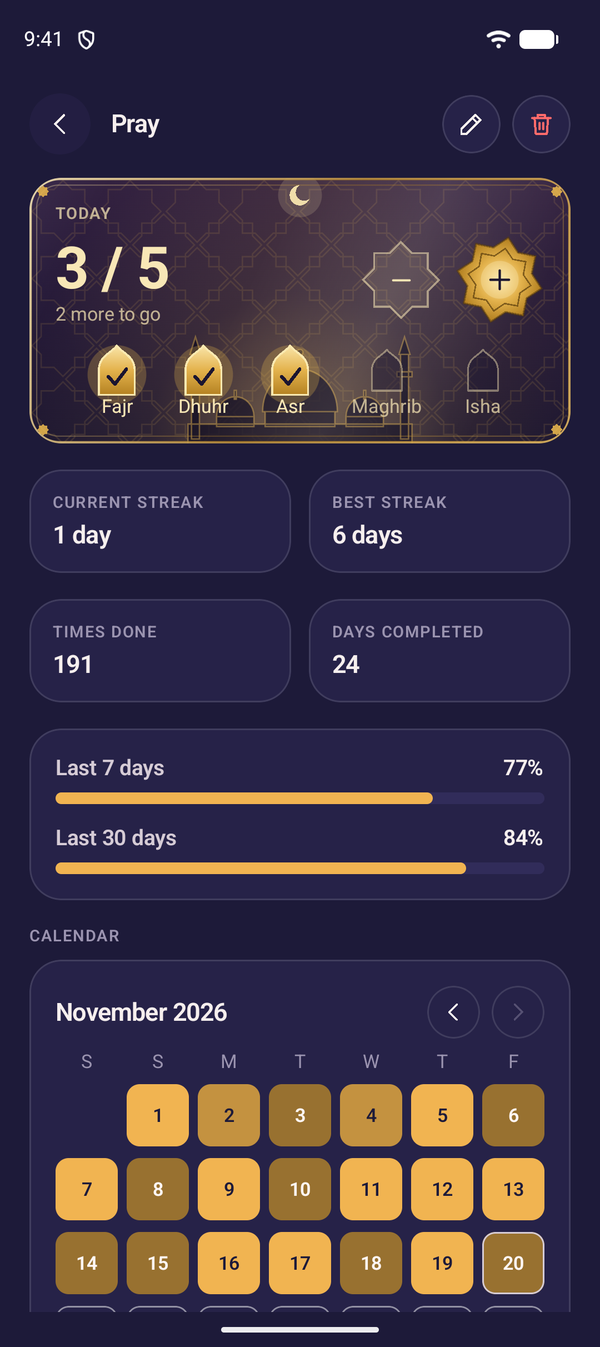 9:41
Pray
TODAY
3 / 5
2 more to go
Fajr Dhuhr Asr Maghrib Isha
CURRENT STREAK
1 day
BEST STREAK
6 days
TIMES DONE
191
DAYS COMPLETED
24
Last 7 days 77%
Last 30 days 84%
CALENDAR
November 2026
S S M T W T F
1 2 3 4 5 6
7 8 9 10 11 12 13
14 15 16 17 18 19 20